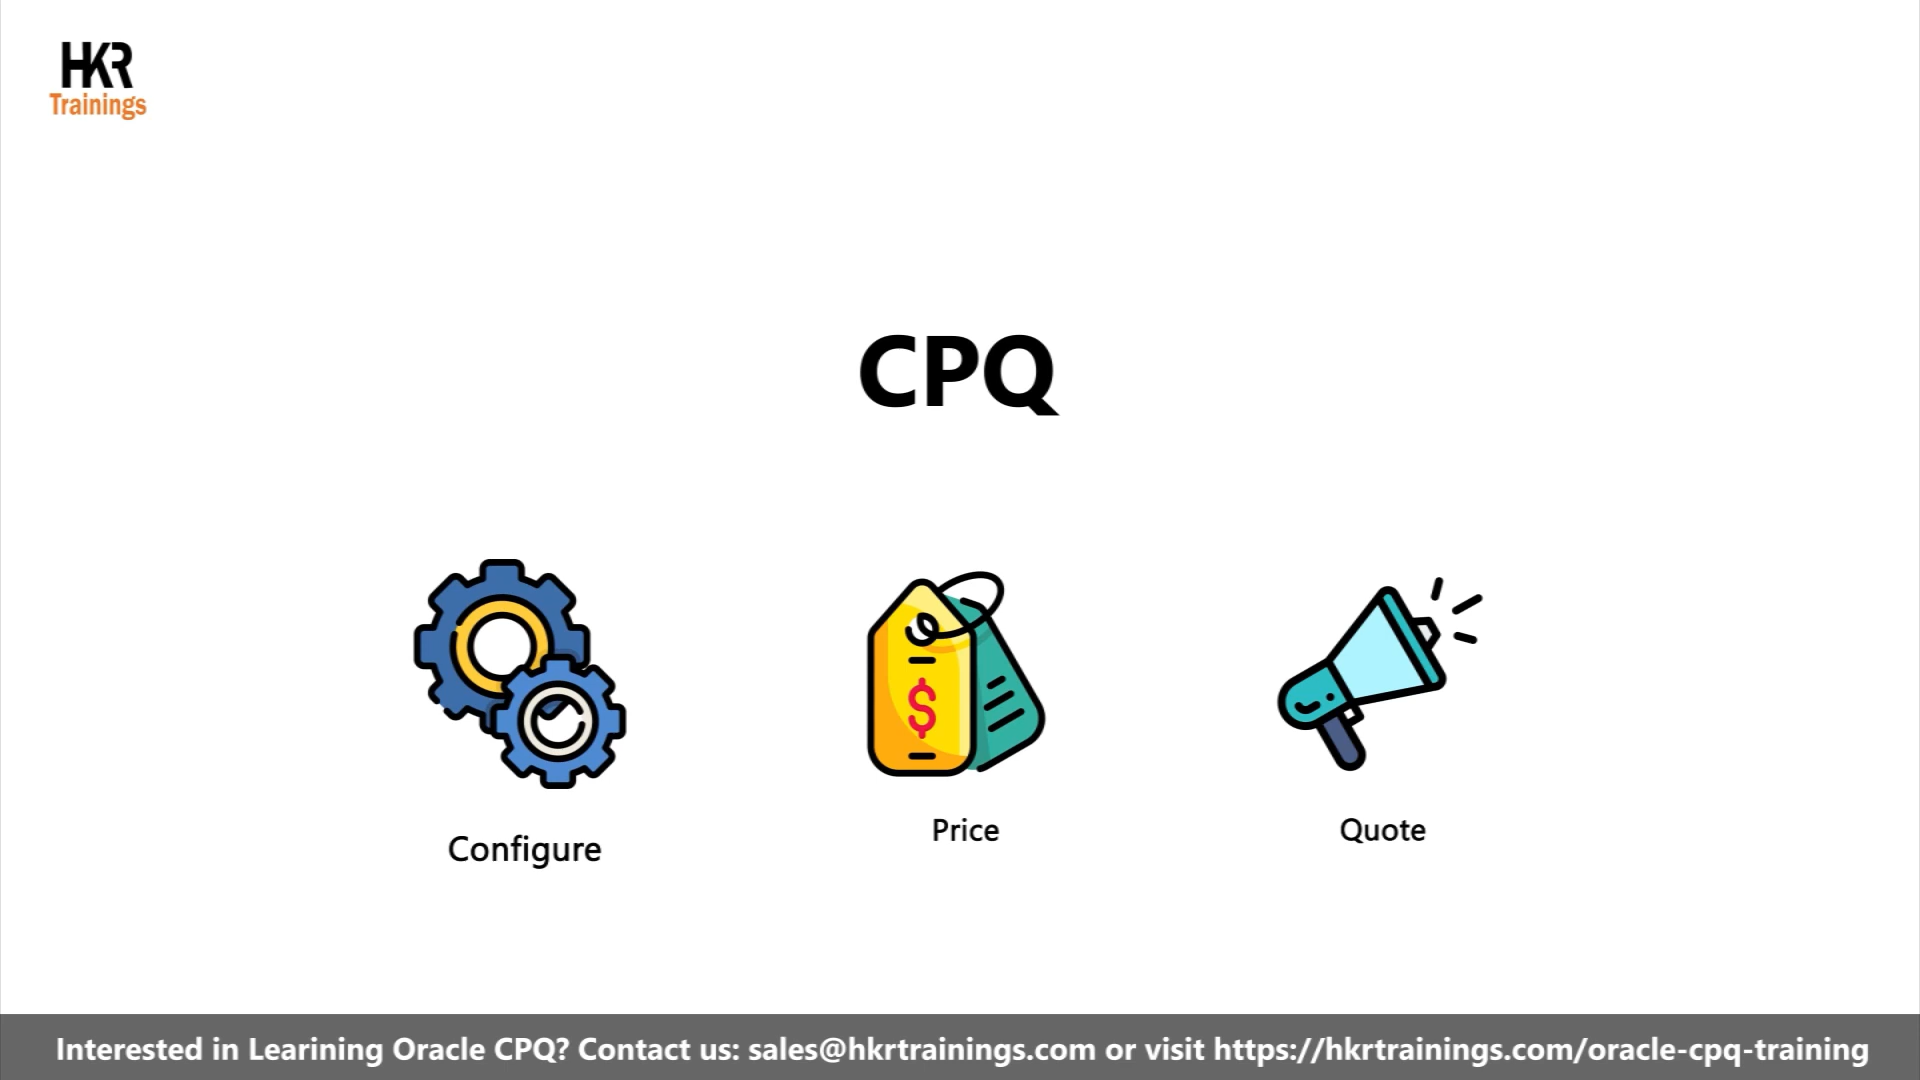 HKR
Trainings
CPQ
$
Configure
Price
Quote
Interested in Learining Oracle CPQ? Contact us: sales@hkrtrainings.com or visit https://hkrtrainings.com/oracle-cpq-training